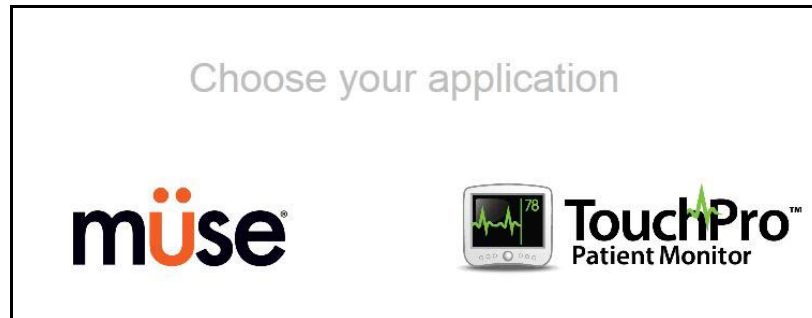 Choose your application
müse®
78
TouchPro™
Patient Monitor